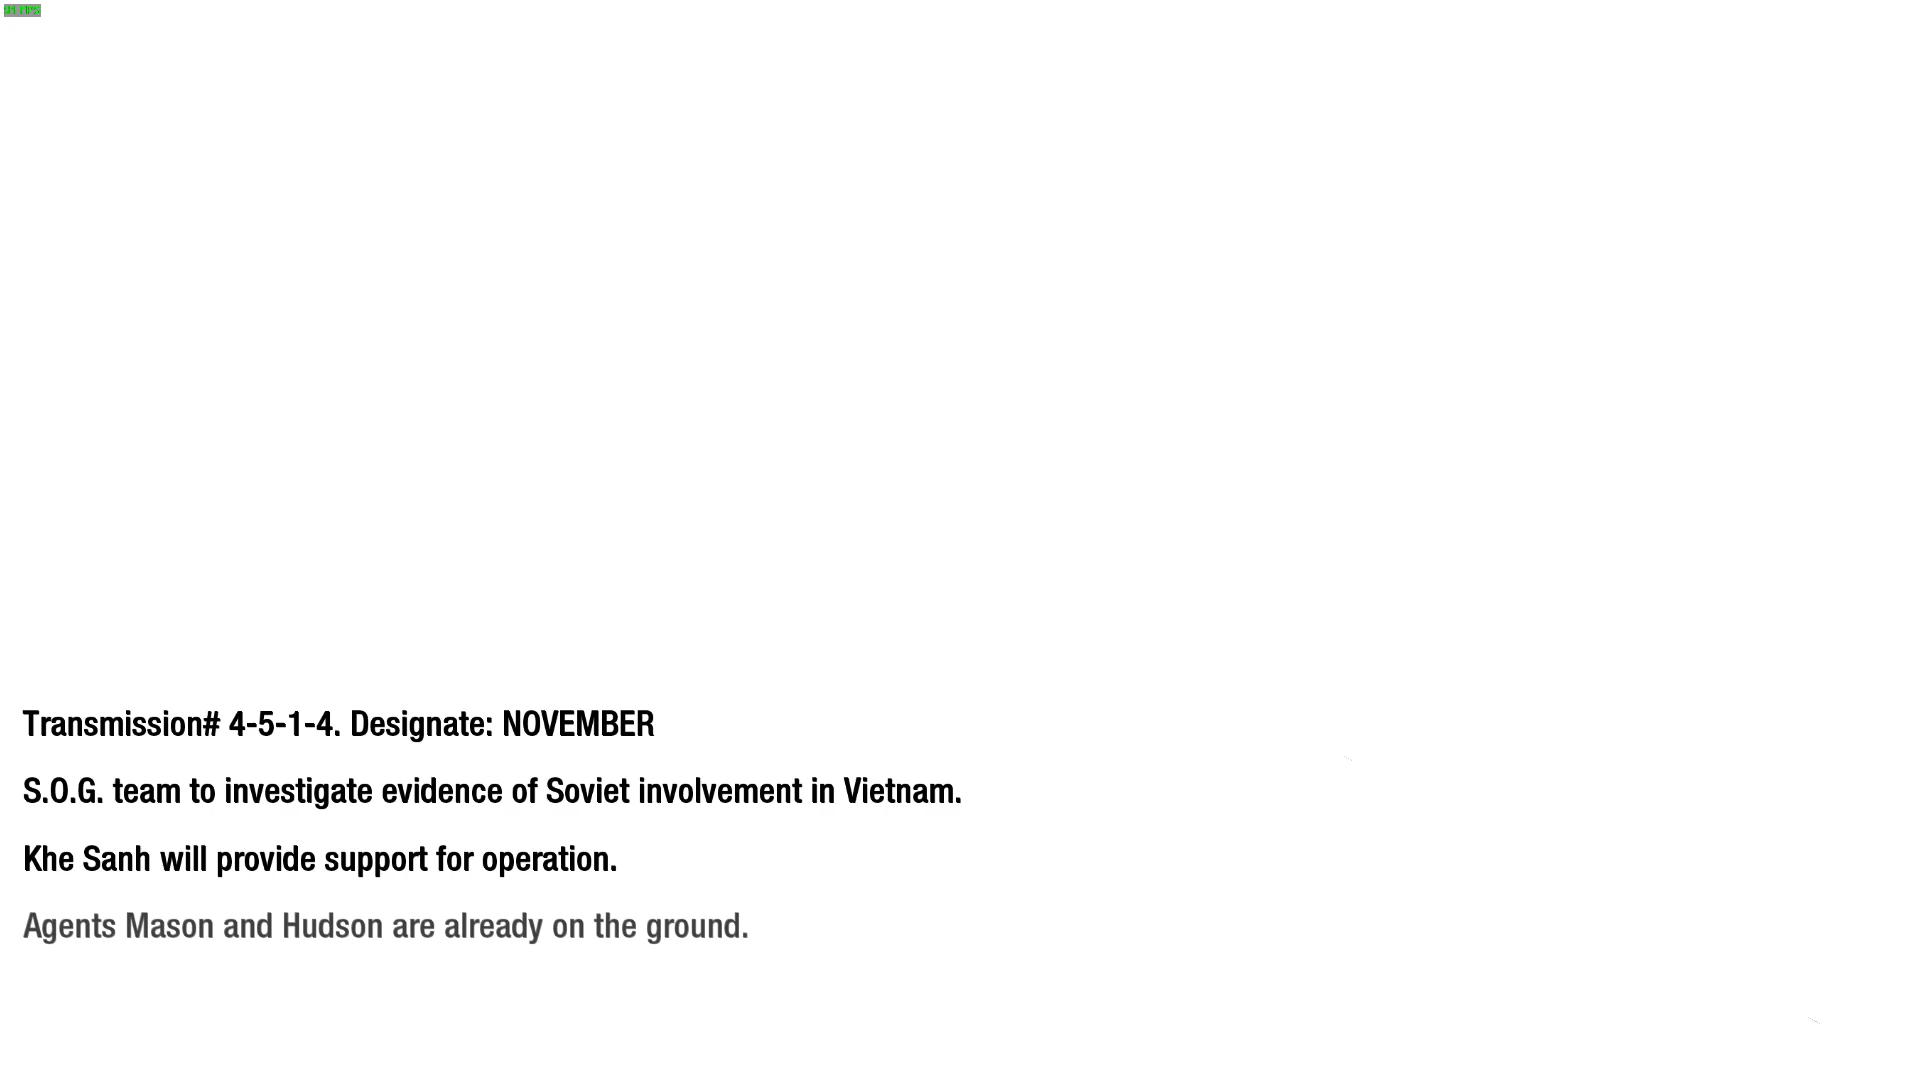 Transmission# 4-5-1-4. Designate: NOVEMBER
S.O.G. team to investigate evidence of Soviet involvement in Vietnam.
Khe Sanh will provide support for operation.
Agents Mason and Hudson are already on the ground.